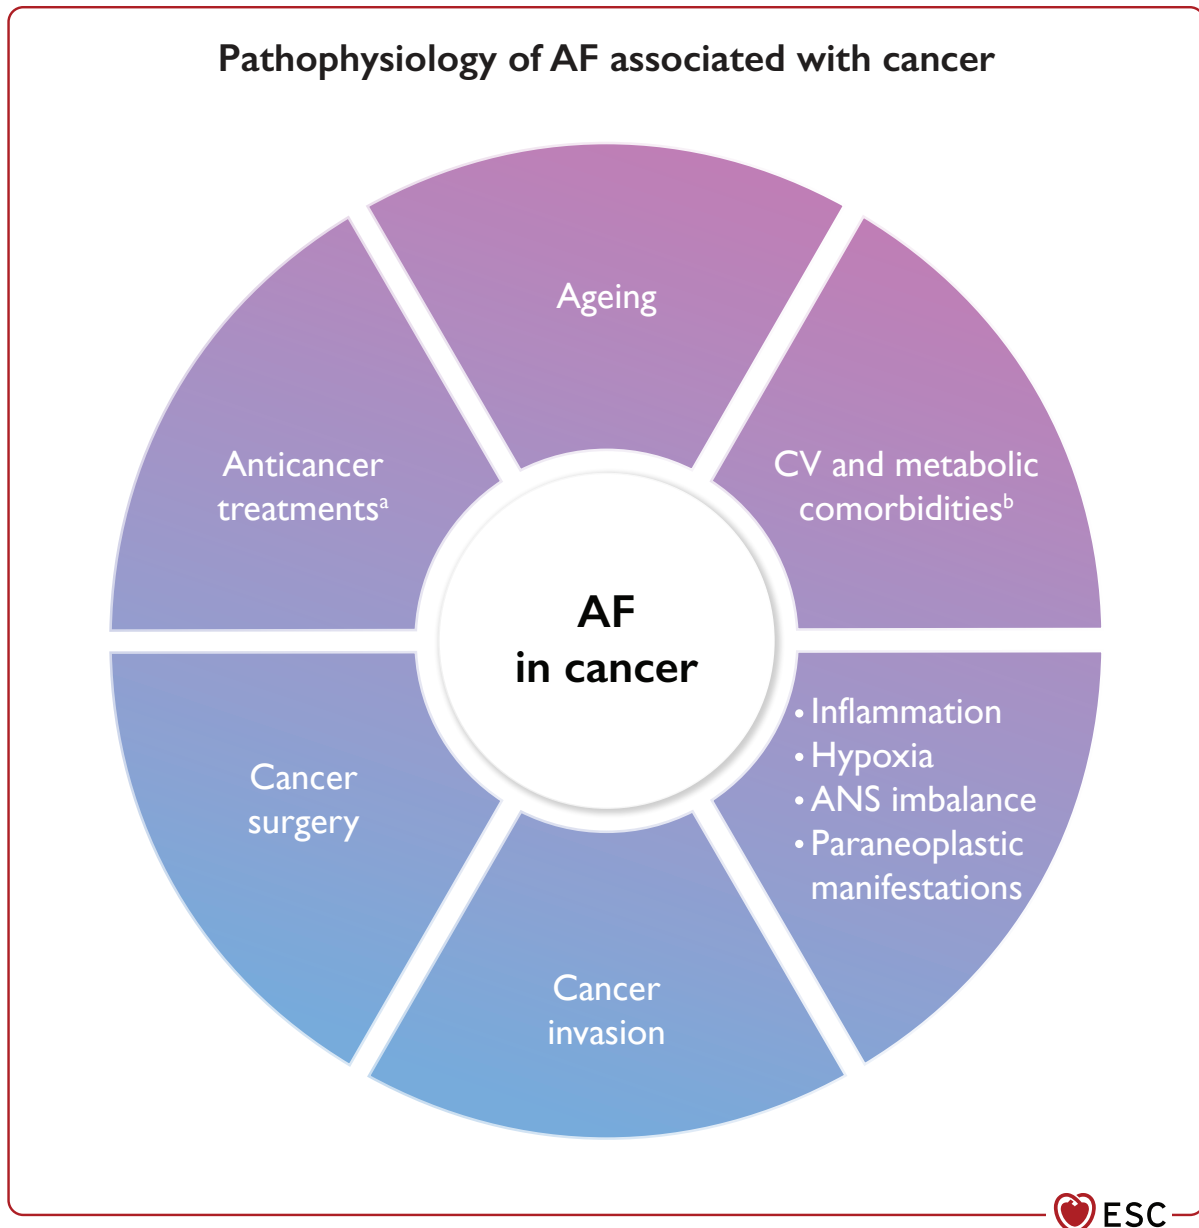 Pathophysiology of AF associated with cancer
Ageing
CV and metabolic
comorbiditiesᵇ
• Inflammation
• Hypoxia
• ANS imbalance
• Paraneoplastic
manifestations
Cancer
invasion
Cancer
surgery
Anticancer
treatmentsᵃ
AF
in cancer
ESC